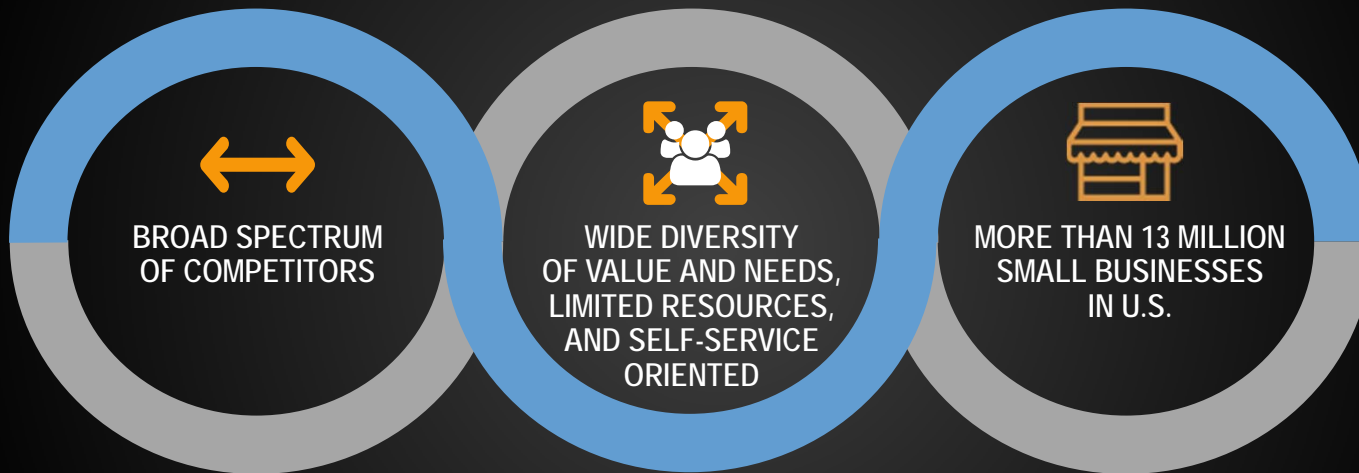 BROAD SPECTRUM
OF COMPETITORS
WIDE DIVERSITY
OF VALUE AND NEEDS,
LIMITED RESOURCES,
AND SELF-SERVICE
ORIENTED
MORE THAN 13 MILLION
SMALL BUSINESSES
IN U.S.